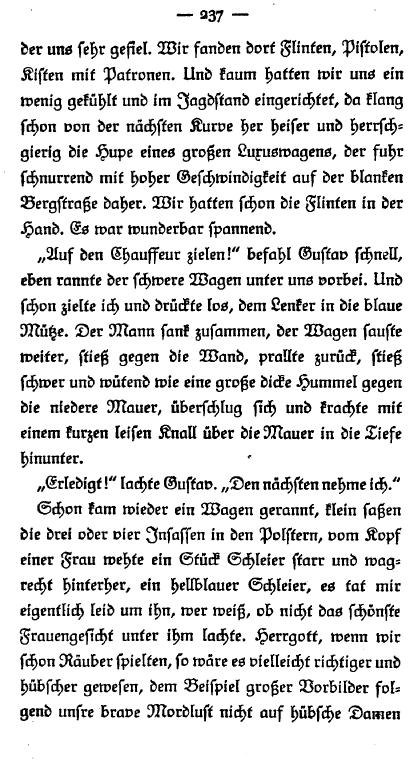 — 237 —
der uns sehr gefiel. Wir fanden dort Flinten, Pistolen,
Kisten mit Patronen. Und kaum hatten wir uns ein
wenig gekühlt und im Jagdstand eingerichtet, da klang
schon von der nächsten Kurve her heiser und herrsch-
gierig die Hupe eines großen Luxuswagens, der fuhr
schnurrend mit hoher Geschwindigkeit auf der blanken
Bergstraße daher. Wir hatten schon die Flinten in der
Hand. Es war wunderbar spannend.
„Auf den Chauffeur zielen!“ befahl Gustav schnell,
eben rannte der schwere Wagen unter uns vorbei. Und
schon zielte ich und drückte los, dem Lenker in die blaue
Mütze. Der Mann sank zusammen, der Wagen sauste
weiter, stieß gegen die Wand, prallte zurück, stieß
schwer und wütend wie eine große dicke Hummel gegen
die niedere Mauer, überschlug sich und krachte mit
einem kurzen leisen Knall über die Mauer in die Tiefe
hinunter.
„Erledigt!“ lachte Gustav. „Den nächsten nehme ich.“
Schon kam wieder ein Wagen gerannt, klein saßen
die drei oder vier Insassen in den Polstern, vom Kopf
einer Frau wehte ein Stück Schleier starr und wag-
recht hinterher, ein hellblauer Schleier, es tat mir
eigentlich leid um ihn, wer weiß, ob nicht das schönste
Frauengesicht unter ihm lachte. Herrgott, wenn wir
schon Räuber spielten, so wäre es vielleicht richtiger und
hübscher gewesen, dem Beispiel großer Vorbilder fol-
gend unsre brave Mordlust nicht auf hübsche Damen